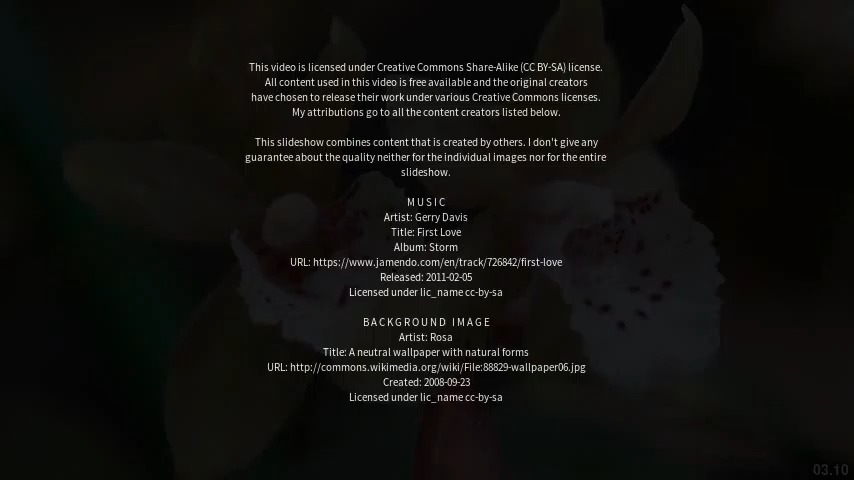 This video is licensed under Creative Commons Share-Alike (CC BY-SA) license.
All content used in this video is free available and the original creators
have chosen to release their work under various Creative Commons licenses.
My attributions go to all the content creators listed below.
This slideshow combines content that is created by others. I don't give any
guarantee about the quality neither for the individual images nor for the entire
slideshow.
MUSIC
Artist: Gerry Davis
Title: First Love
Album: Storm
URL: https://www.jamendo.com/en/track/726842/first-love
Released: 2011-02-05
Licensed under lic_name cc-by-sa
BACKGROUND IMAGE
Artist: Rosa
Title: A neutral wallpaper with natural forms
URL: http://commons.wikimedia.org/wiki/File:88829-wallpaper06.jpg
Created: 2008-09-23
Licensed under lic_name cc-by-sa
03.10